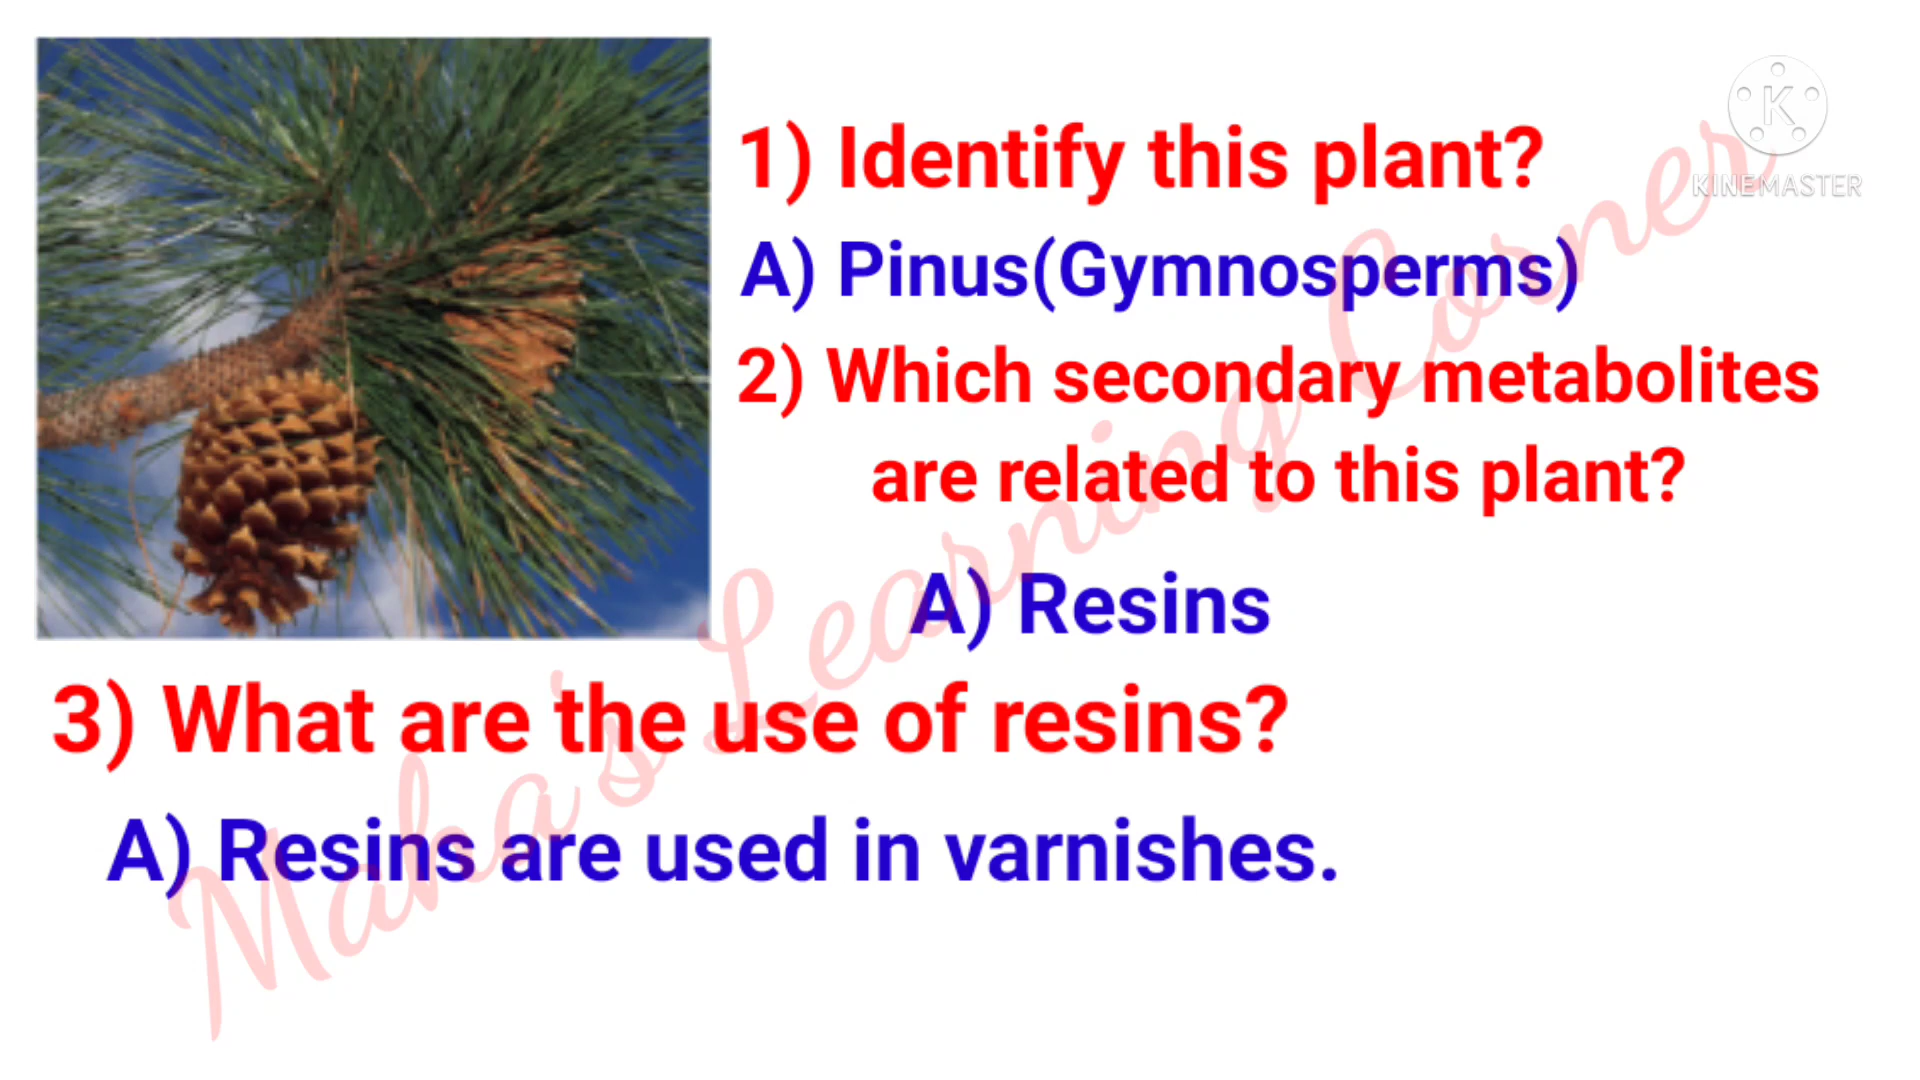 1) Identify this plant?
A) Pinus(Gymnosperms)
2) Which secondary metabolites
are related to this plant?
A) Resins
3) What are the use of resins?
A) Resins are used in varnishes.
Maha's Learning Corner
K
KINEMASTER